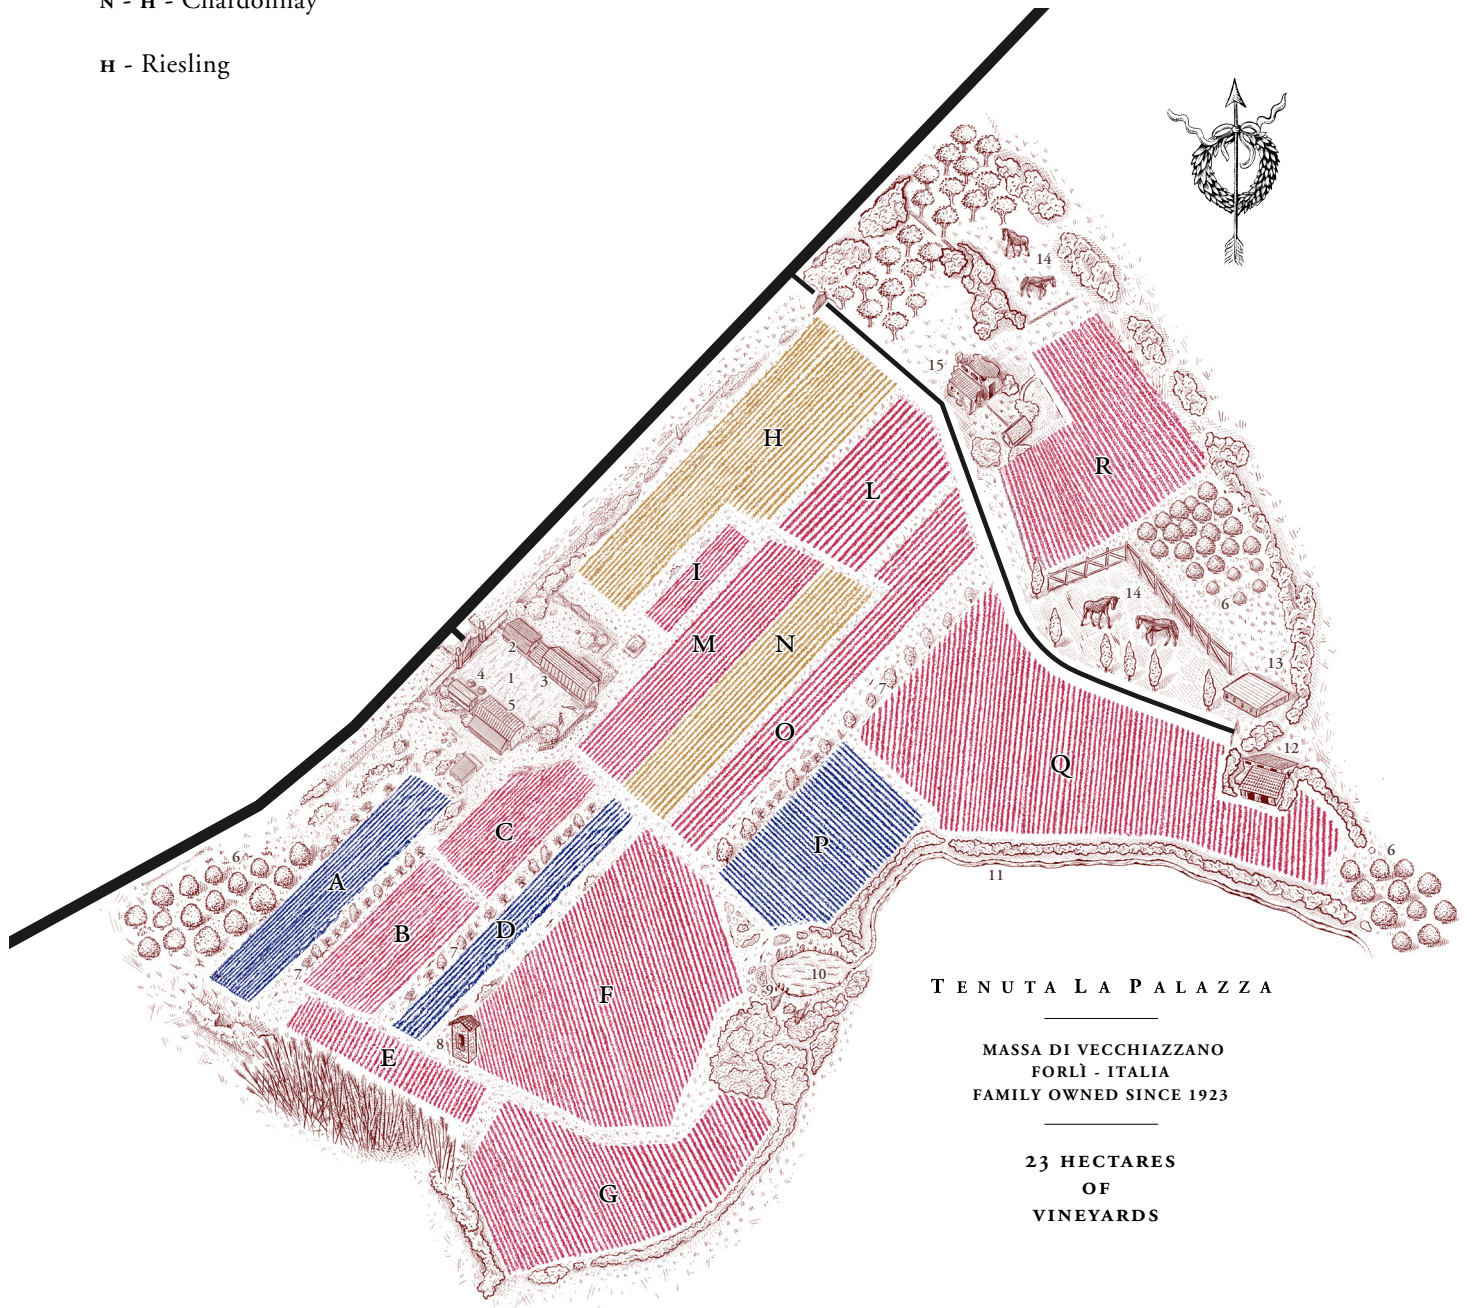 N - H - Chardonnay
H - Riesling
14
15
H
L
R
I
14
6
M
N
2
13
4
1
3
7
5
O
12
Q
C
P
6
6
A
11
D
B
7
7
10
F
9
8
E
G
TENUTA LA PALAZZA
MASSA DI VECCHIAZZANO
FORLÌ - ITALIA
FAMILY OWNED SINCE 1923
23 HECTARES
OF
VINEYARDS